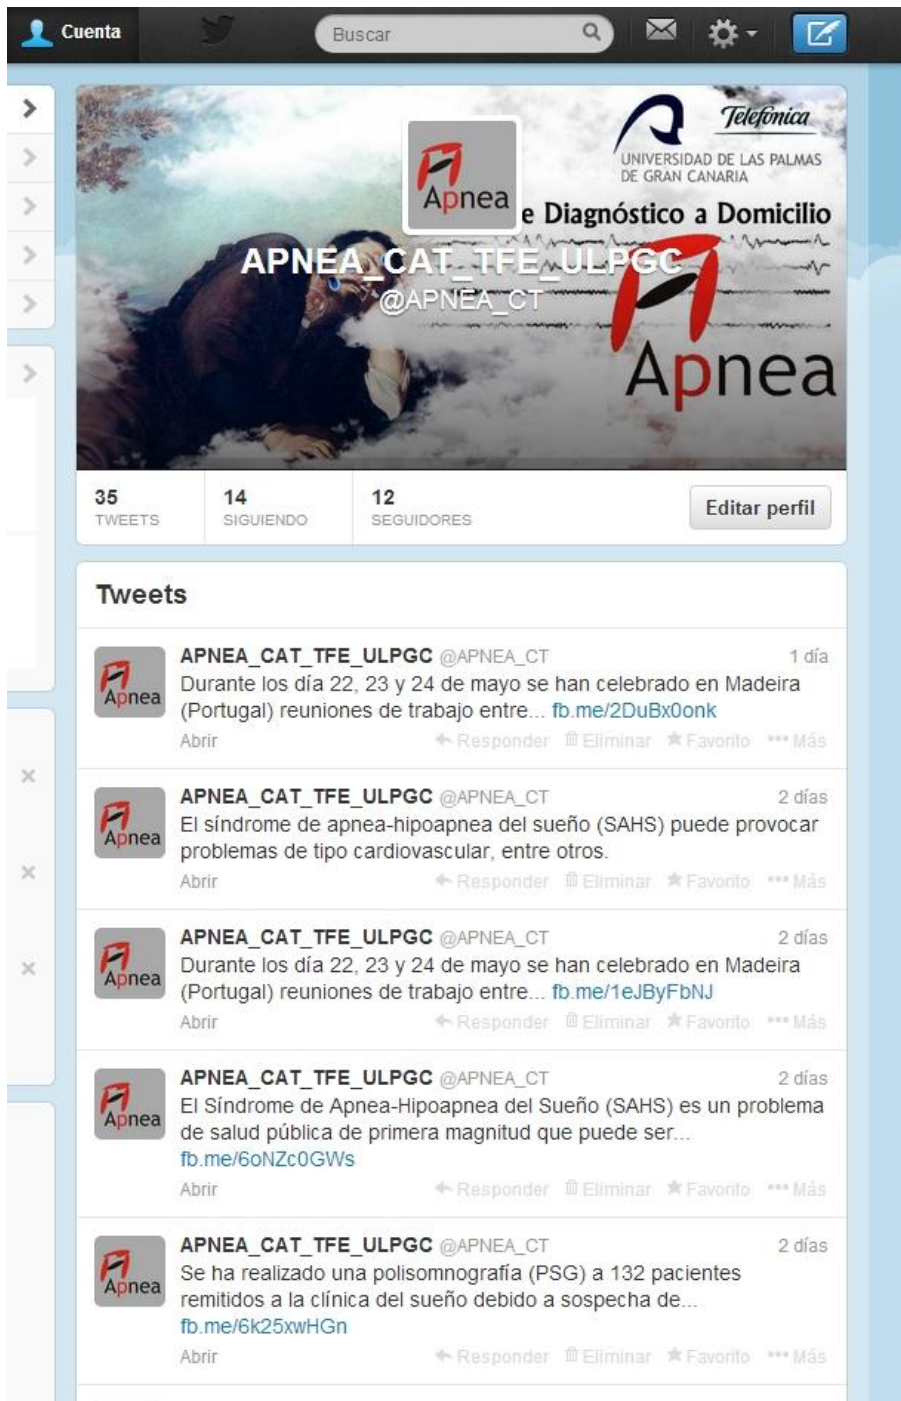 Cuenta
Buscar
Telefónica
UNIVERSIDAD DE LAS PALMAS
DE GRAN CANARIA
Apnea
e Diagnóstico a Domicilio
APNEA_CAT_TFE_ULPGC
@APNEA_CT
Apnea
35
TWEETS
14
SIGUIENDO
12
SEGUIDORES
Editar perfil
Tweets
Apnea
APNEA_CAT_TFE_ULPGC @APNEA_CT 1 día
Durante los día 22, 23 y 24 de mayo se han celebrado en Madeira
(Portugal) reuniones de trabajo entre... fb.me/2DuBx0onk
Abrir Responder Eliminar Favorito Más
Apnea
APNEA_CAT_TFE_ULPGC @APNEA_CT 2 días
El síndrome de apnea-hipoapnea del sueño (SAHS) puede provocar
problemas de tipo cardiovascular, entre otros.
Abrir Responder Eliminar Favorito Más
Apnea
APNEA_CAT_TFE_ULPGC @APNEA_CT 2 días
Durante los día 22, 23 y 24 de mayo se han celebrado en Madeira
(Portugal) reuniones de trabajo entre... fb.me/1eJByFbNJ
Abrir Responder Eliminar Favorito Más
Apnea
APNEA_CAT_TFE_ULPGC @APNEA_CT 2 días
El Síndrome de Apnea-Hipoapnea del Sueño (SAHS) es un problema
de salud pública de primera magnitud que puede ser...
fb.me/6oNZc0GWs
Abrir Responder Eliminar Favorito Más
Apnea
APNEA_CAT_TFE_ULPGC @APNEA_CT 2 días
Se ha realizado una polisomnografía (PSG) a 132 pacientes
remitidos a la clínica del sueño debido a sospecha de...
fb.me/6k25xwHGn
Abrir Responder Eliminar Favorito Más